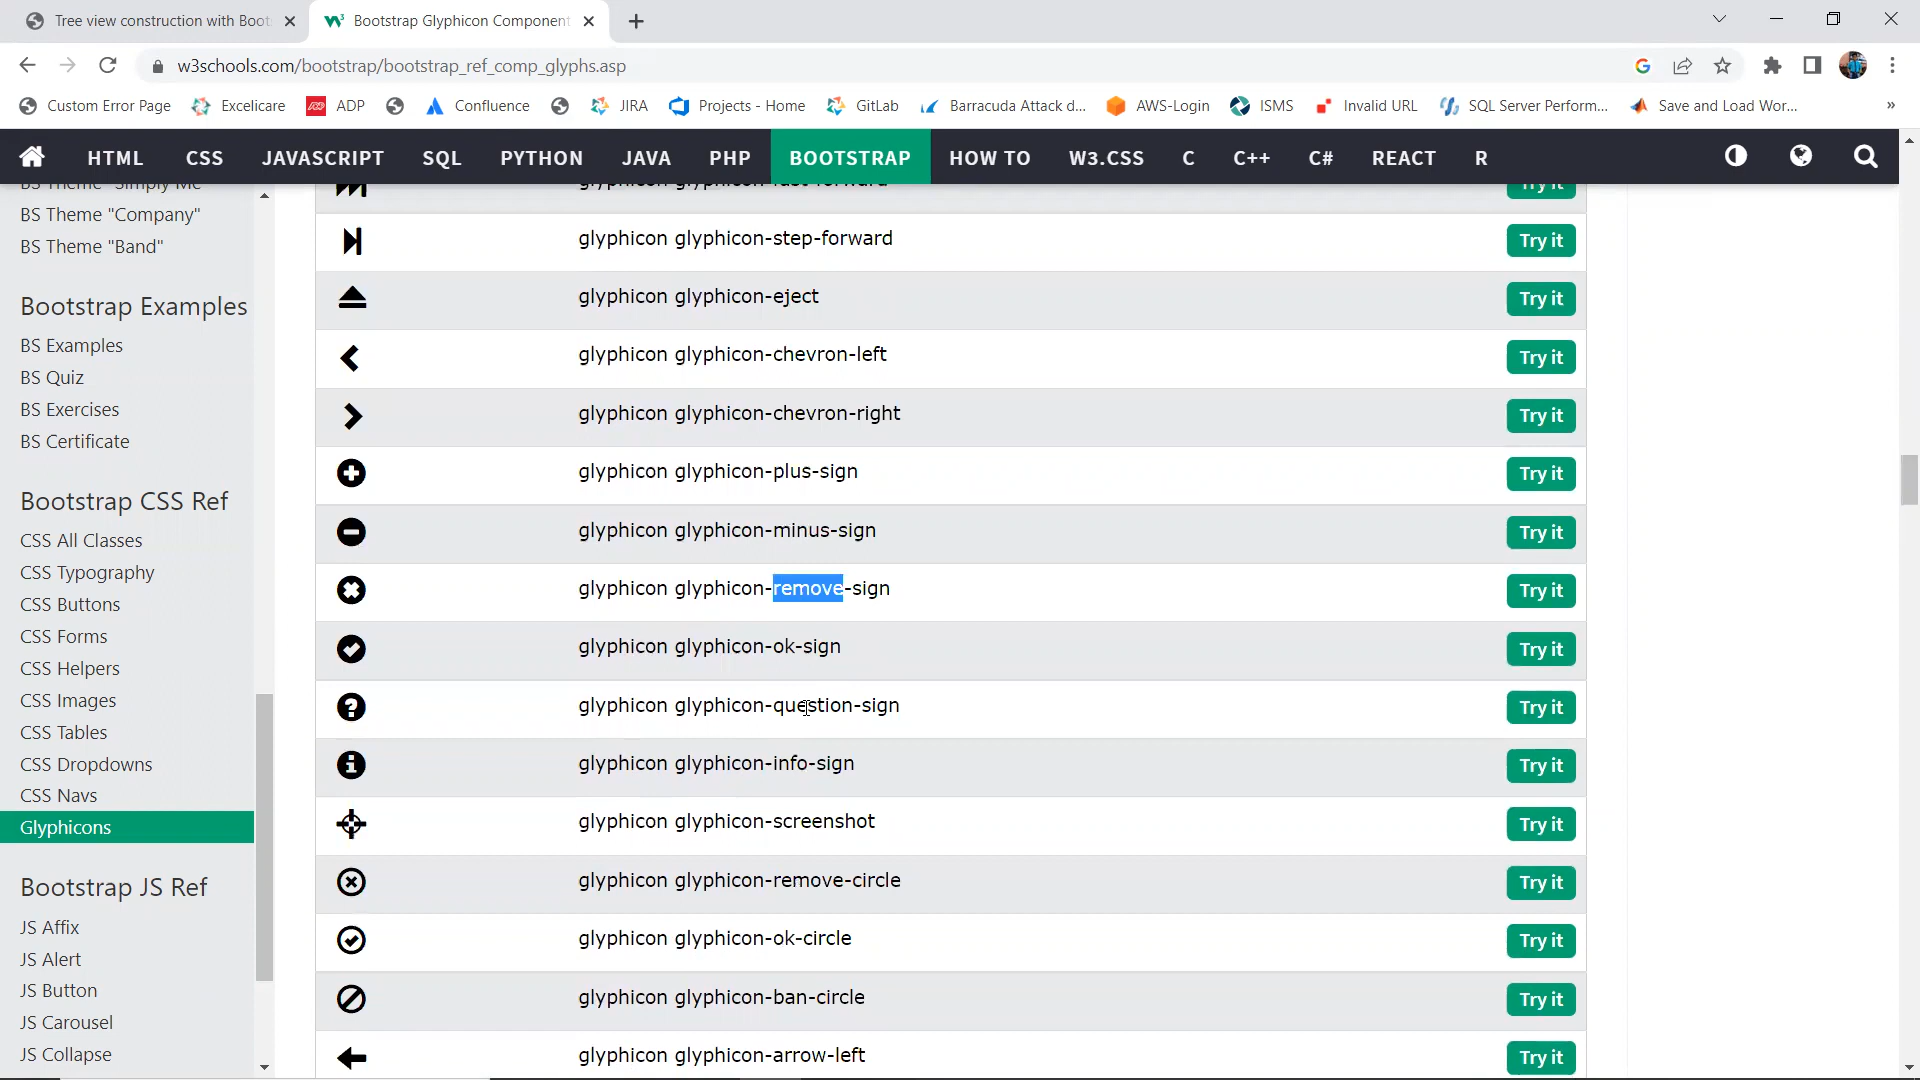 Tree view construction with Boot
Bootstrap Glyphicon Component
w3schools.com/bootstrap/bootstrap_ref_comp_glyphs.asp
Custom Error Page
Excelicare
ADP
Confluence
JIRA
Projects - Home
GitLab
Barracuda Attack d...
AWS-Login
ISMS
Invalid URL
SQL Server Perform...
Save and Load Wor...
»
HTML
CSS
JAVASCRIPT
SQL
PYTHON
JAVA
PHP
BOOTSTRAP
HOW TO
W3.CSS
C
C++
C#
REACT
R
BS Theme "Simply Me"
BS Theme "Company"
BS Theme "Band"
Bootstrap Examples
BS Examples
BS Quiz
BS Exercises
BS Certificate
Bootstrap CSS Ref
CSS All Classes
CSS Typography
CSS Buttons
CSS Forms
CSS Helpers
CSS Images
CSS Tables
CSS Dropdowns
CSS Navs
Glyphicons
Bootstrap JS Ref
JS Affix
JS Alert
JS Button
JS Carousel
JS Collapse
glyphicon glyphicon-fast-forward Try it
glyphicon glyphicon-step-forward Try it
glyphicon glyphicon-eject Try it
glyphicon glyphicon-chevron-left Try it
glyphicon glyphicon-chevron-right Try it
glyphicon glyphicon-plus-sign Try it
glyphicon glyphicon-minus-sign Try it
glyphicon glyphicon-remove-sign Try it
glyphicon glyphicon-ok-sign Try it
glyphicon glyphicon-question-sign Try it
glyphicon glyphicon-info-sign Try it
glyphicon glyphicon-screenshot Try it
glyphicon glyphicon-remove-circle Try it
glyphicon glyphicon-ok-circle Try it
glyphicon glyphicon-ban-circle Try it
glyphicon glyphicon-arrow-left Try it